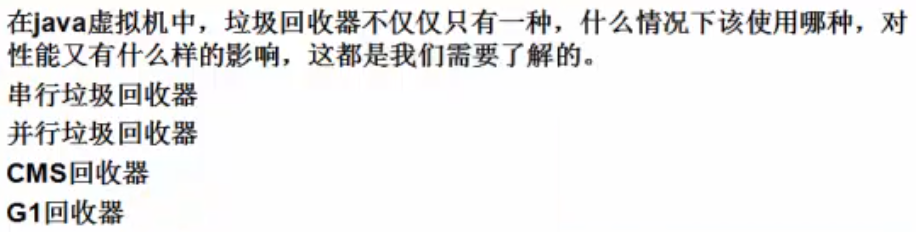 在java虚拟机中，垃圾回收器不仅仅只有一种，什么情况下该使用哪种，对
性能又有什么样的影响，这都是我们需要了解的。
串行垃圾回收器
并行垃圾回收器
CMS回收器
G1回收器